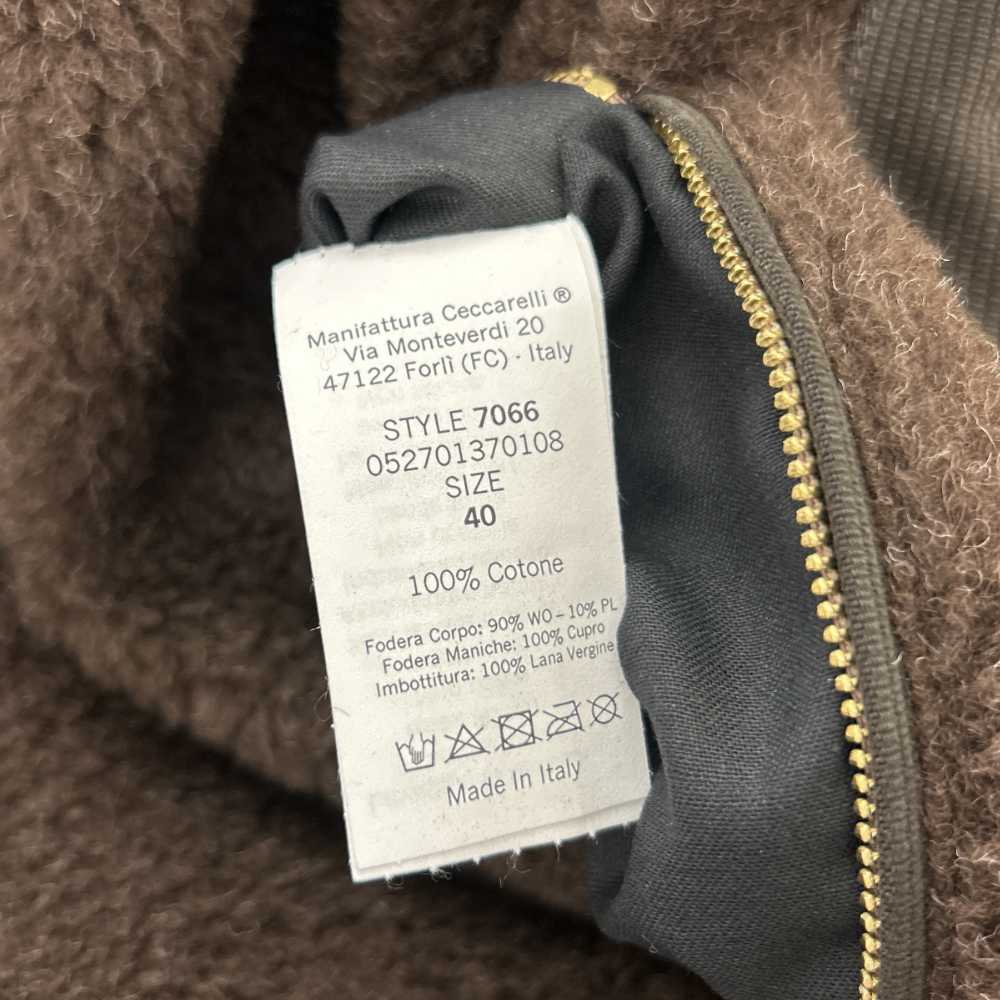 Manifattura Ceccarelli ®
Via Monteverdi 20
47122 Forlì (FC) · Italy
STYLE 7066
052701370108
SIZE
40
100% Cotone
Fodera Corpo: 90% WO – 10% PL
Fodera Maniche: 100% Cupro
Imbottitura: 100% Lana Vergine
Made In Italy